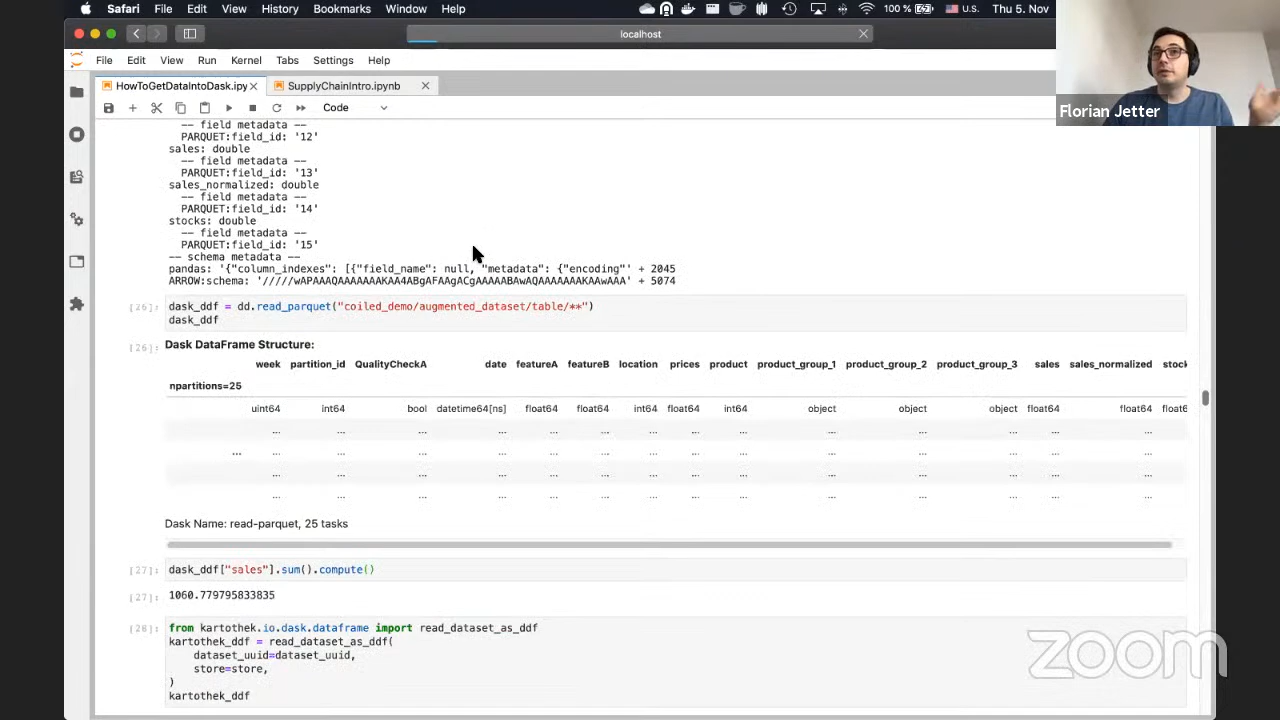 Safari File Edit View History Bookmarks Window Help 100 % U.S. Thu 5. Nov
localhost
File Edit View Run Kernel Tabs Settings Help
HowToGetDataIntoDask.ipy SupplyChainIntro.ipynb
Code
Florian Jetter
-- field metadata --
PARQUET:field_id: '12'
sales: double
-- field metadata --
PARQUET:field_id: '13'
sales_normalized: double
-- field metadata --
PARQUET:field_id: '14'
stocks: double
-- field metadata --
PARQUET:field_id: '15'
-- schema metadata --
pandas: '{"column_indexes": [{"field_name": null, "metadata": {"encoding"' + 2045
ARROW:schema: '/////wAPAAAQAAAAAAAKAA4ABgAFAAgACgAAAAABAwAQAAAAAAAKAAwAAA' + 5074
[26]: dask_ddf = dd.read_parquet("coiled_demo/augmented_dataset/table/**")
dask_ddf
[26]: Dask DataFrame Structure:
week partition_id QualityCheckA date featureA featureB location prices product product_group_1 product_group_2 product_group_3 sales sales_normalized stock
npartitions=25
uint64 int64 bool datetime64[ns] float64 float64 int64 float64 int64 object object object float64 float64 float6
... ... ... ... ... ... ... ... ... ... ... ... ... ...
... ... ... ... ... ... ... ... ... ... ... ... ... ... ...
... ... ... ... ... ... ... ... ... ... ... ... ... ...
... ... ... ... ... ... ... ... ... ... ... ... ... ...
Dask Name: read-parquet, 25 tasks
[27]: dask_ddf["sales"].sum().compute()
[27]: 1060.779795833835
[28]: from kartothek.io.dask.dataframe import read_dataset_as_ddf
kartothek_ddf = read_dataset_as_ddf(
dataset_uuid=dataset_uuid,
store=store,
)
kartothek_ddf
zoom